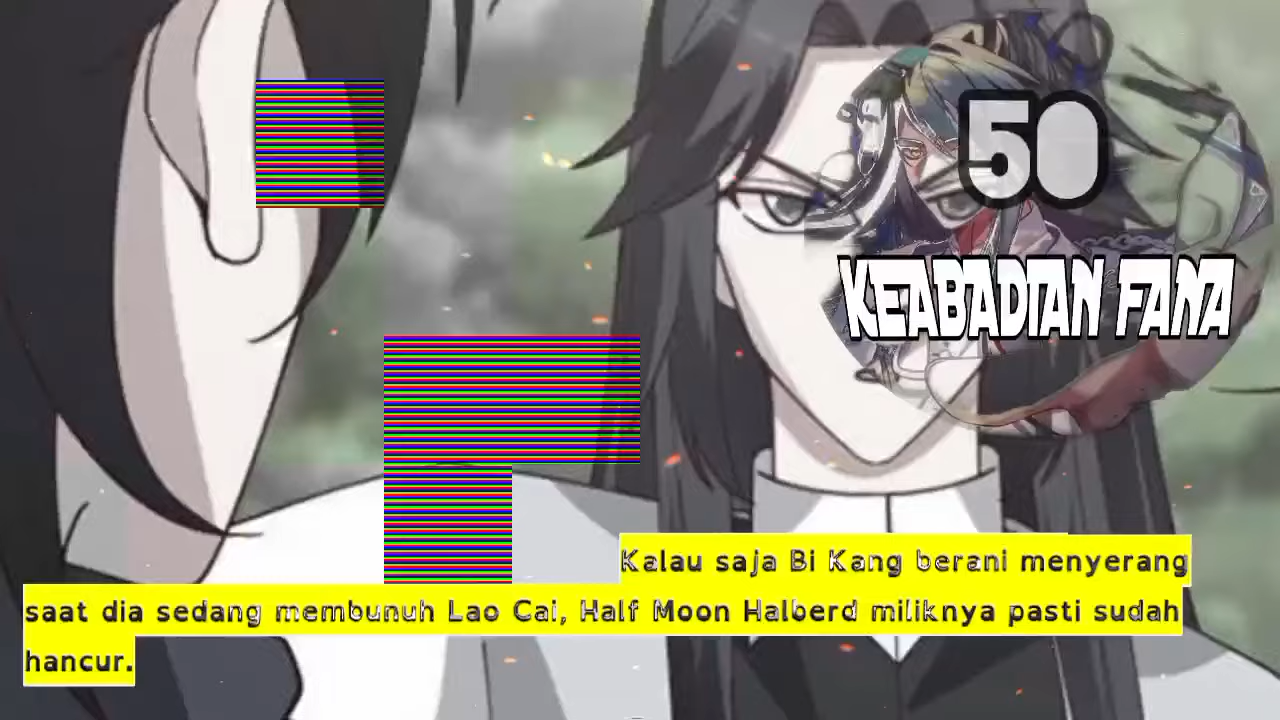 50
KEABADIAN FANA
Kalau saja Bi Kang berani menyerang
saat dia sedang membunuh Lao Cai, Half Moon Halberd miliknya pasti sudah
hancur.